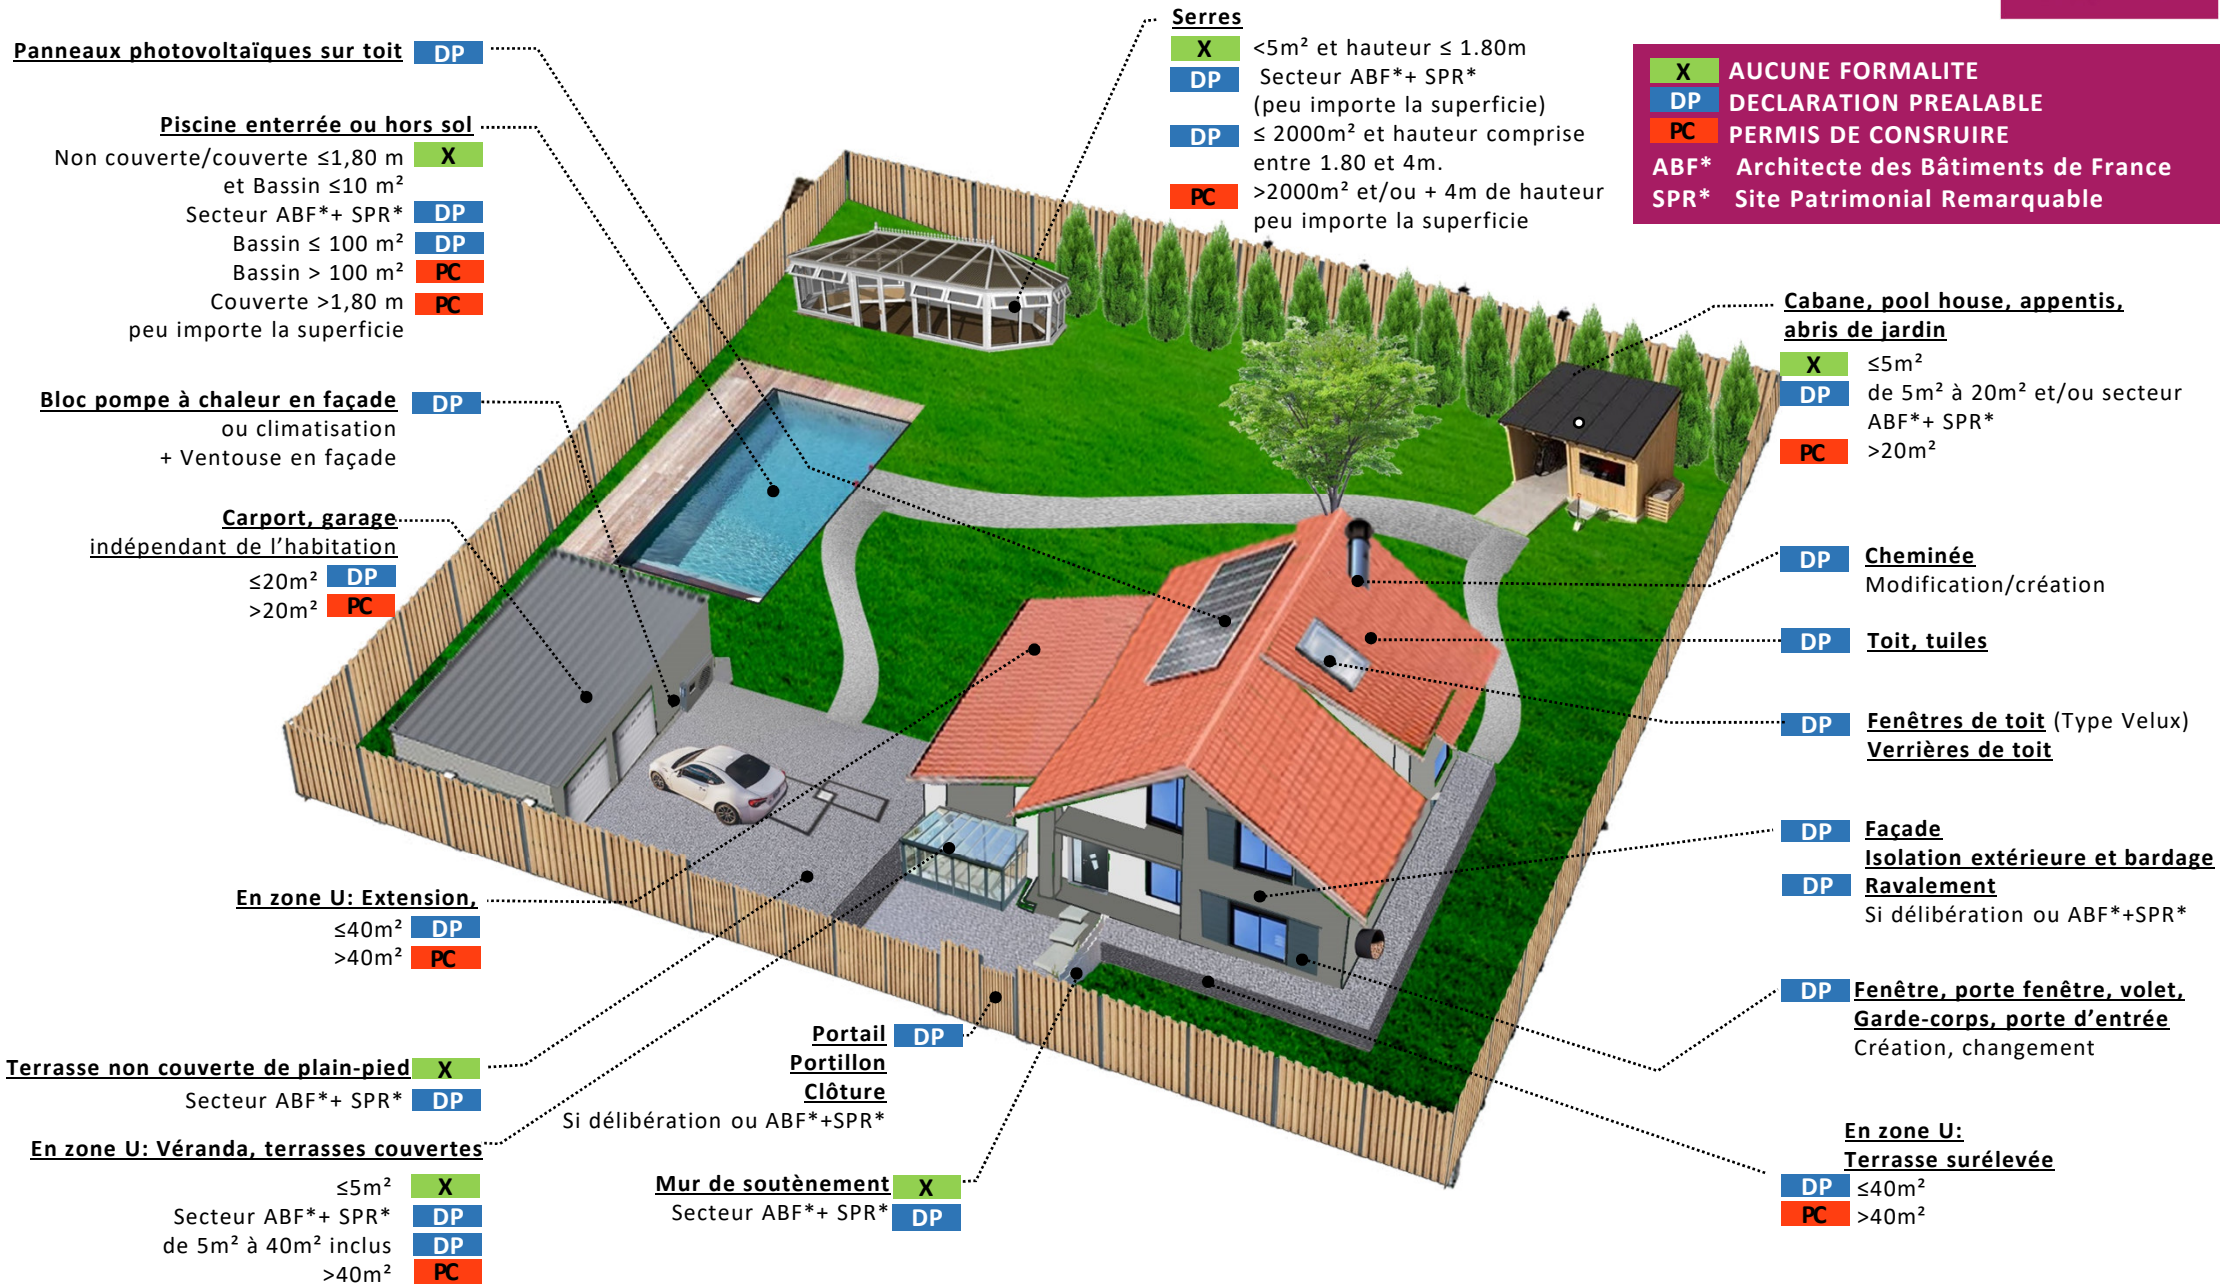 Panneaux photovoltaïques sur toit DP
Piscine enterrée ou hors sol
Non couverte/couverte ≤1,80 m X
et Bassin ≤10 m²
Secteur ABF*+ SPR* DP
Bassin ≤ 100 m² DP
Bassin > 100 m² PC
Couverte >1,80 m PC
peu importe la superficie
Bloc pompe à chaleur en façade DP
ou climatisation
+ Ventouse en façade
Carport, garage
indépendant de l’habitation
≤20m² DP
>20m² PC
En zone U: Extension,
≤40m² DP
>40m² PC
Terrasse non couverte de plain-pied X
Secteur ABF*+ SPR* DP
En zone U: Véranda, terrasses couvertes
≤5m² X
Secteur ABF*+ SPR* DP
de 5m² à 40m² inclus DP
>40m² PC
Serres
X <5m² et hauteur ≤ 1.80m
DP Secteur ABF*+ SPR*
(peu importe la superficie)
DP ≤ 2000m² et hauteur comprise
entre 1.80 et 4m.
PC >2000m² et/ou + 4m de hauteur
peu importe la superficie
X AUCUNE FORMALITE
DP DECLARATION PREALABLE
PC PERMIS DE CONSRUIRE
ABF* Architecte des Bâtiments de France
SPR* Site Patrimonial Remarquable
Cabane, pool house, appentis,
abris de jardin
X ≤5m²
DP de 5m² à 20m² et/ou secteur
ABF*+ SPR*
PC >20m²
DP Cheminée
Modification/création
DP Toit, tuiles
DP Fenêtres de toit (Type Velux)
Verrières de toit
DP Façade
Isolation extérieure et bardage
DP Ravalement
Si délibération ou ABF*+SPR*
DP Fenêtre, porte fenêtre, volet,
Garde-corps, porte d’entrée
Création, changement
En zone U:
Terrasse surélevée
DP ≤40m²
PC >40m²
Portail DP
Portillon
Clôture
Si délibération ou ABF*+SPR*
Mur de soutènement X
Secteur ABF*+ SPR* DP